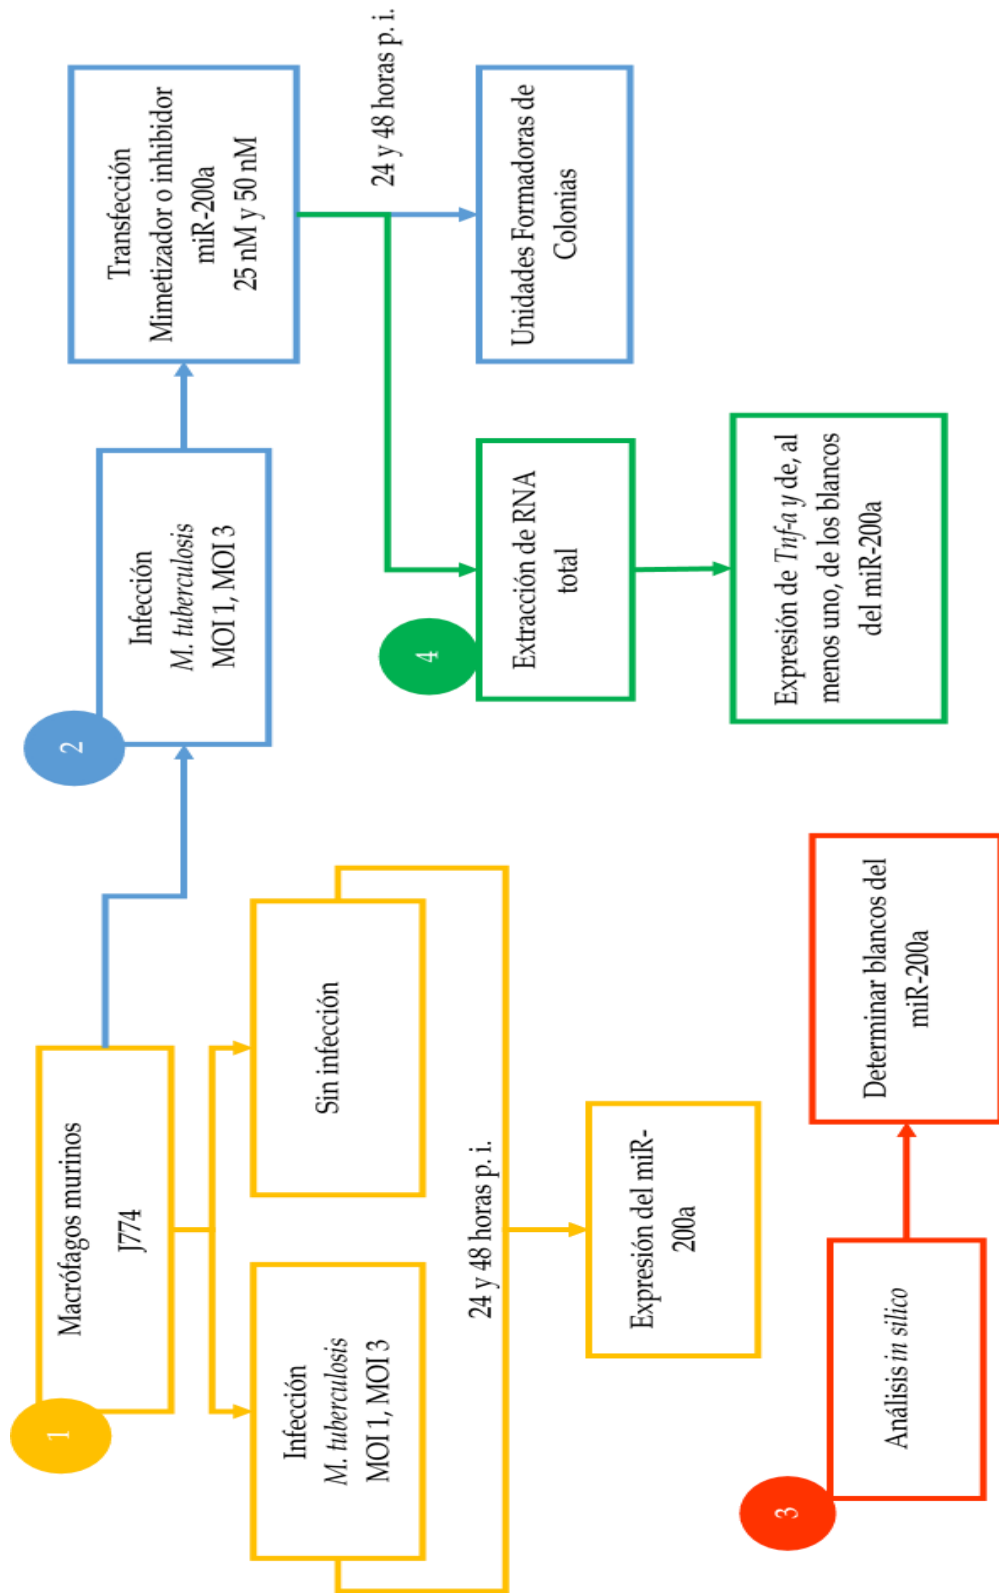 1
Macrófagos murinos
J774
Infección
M. tuberculosis
MOI 1, MOI 3
Sin infección
24 y 48 horas p. i.
Expresión del miR-
200a
2
Infección
M. tuberculosis
MOI 1, MOI 3
Transfección
Mimetizador o inhibidor
miR-200a
25 nM y 50 nM
24 y 48 horas p. i.
Unidades Formadoras de
Colonias
3
Análisis in silico
Determinar blancos del
miR-200a
4
Extracción de RNA
total
Expresión de Tnf-α y de, al
menos uno, de los blancos
del miR-200a